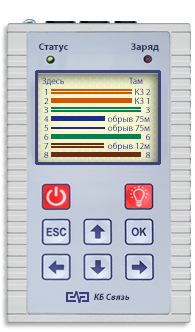 Статус Заряд
Здесь Там
1 КЗ 2
2 КЗ 1
3
4 обрыв 75м
5 обрыв 75м
6 6
7 обрыв 12м
8 8
ESC OK
КБ Связь